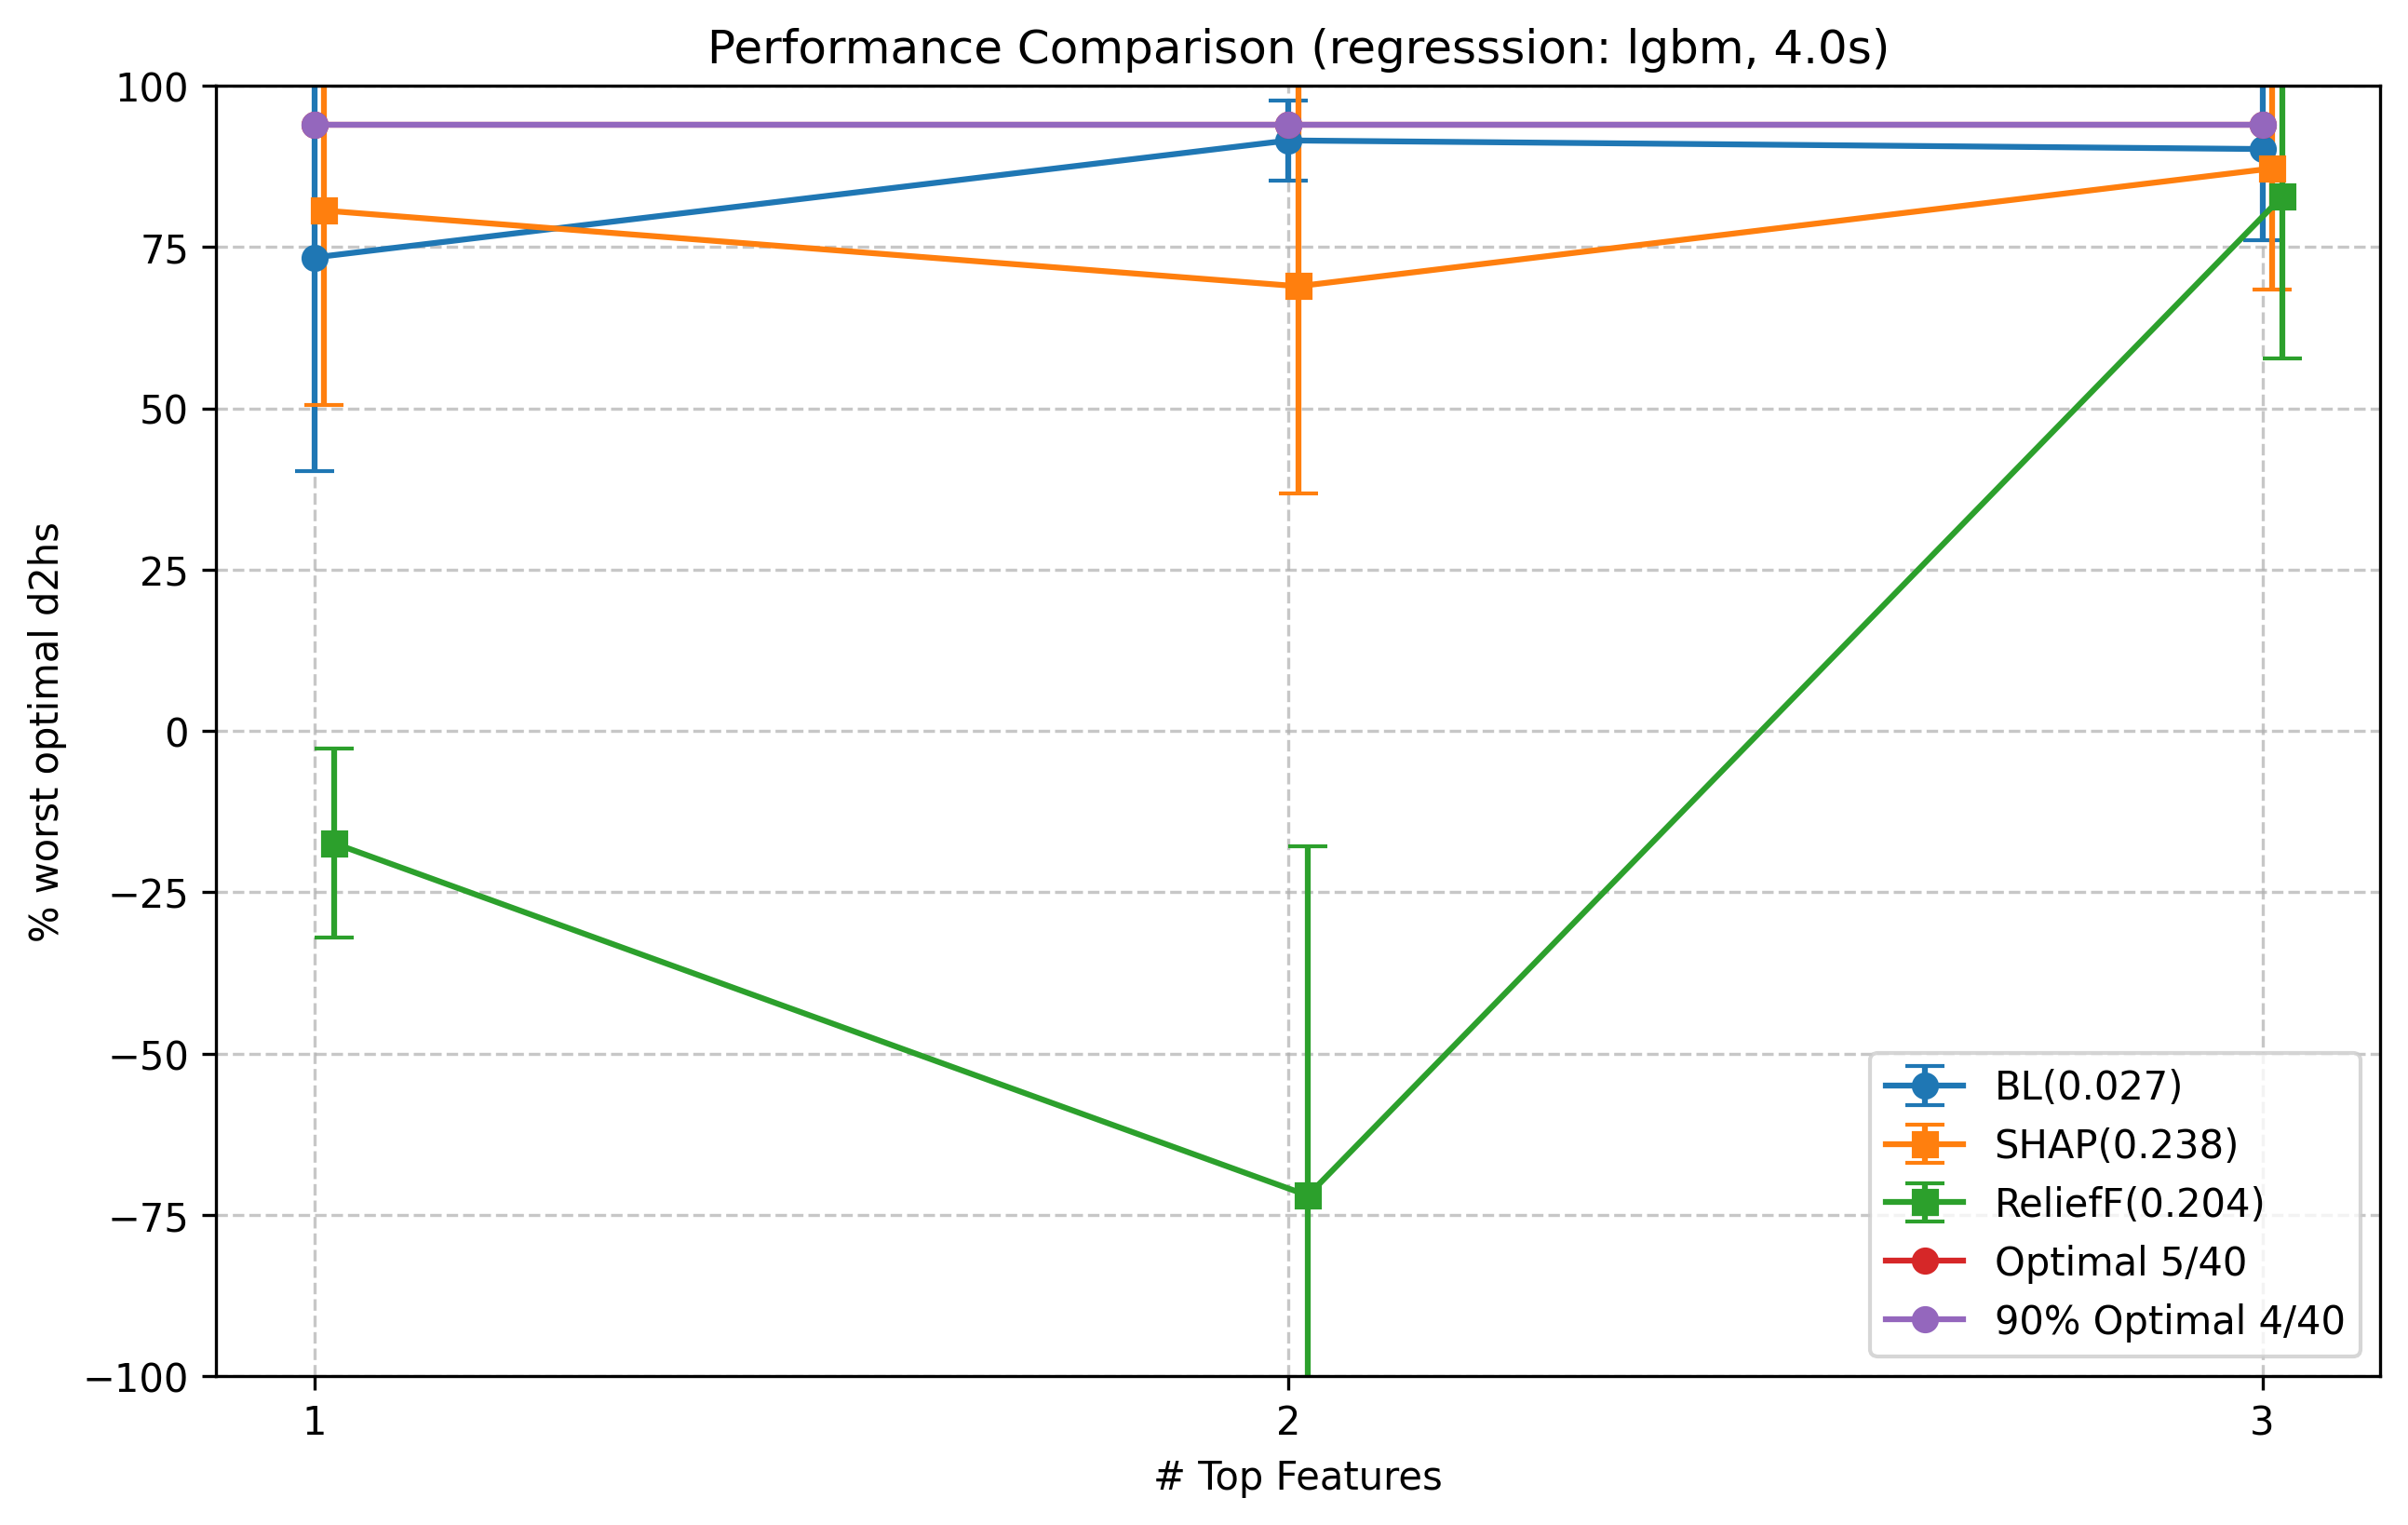 Performance Comparison (regresssion: lgbm, 4.0s)
% worst optimal d2hs
100
75
50
25
0
−25
−50
−75
−100
1
2
3
# Top Features
BL(0.027)
SHAP(0.238)
ReliefF(0.204)
Optimal 5/40
90% Optimal 4/40